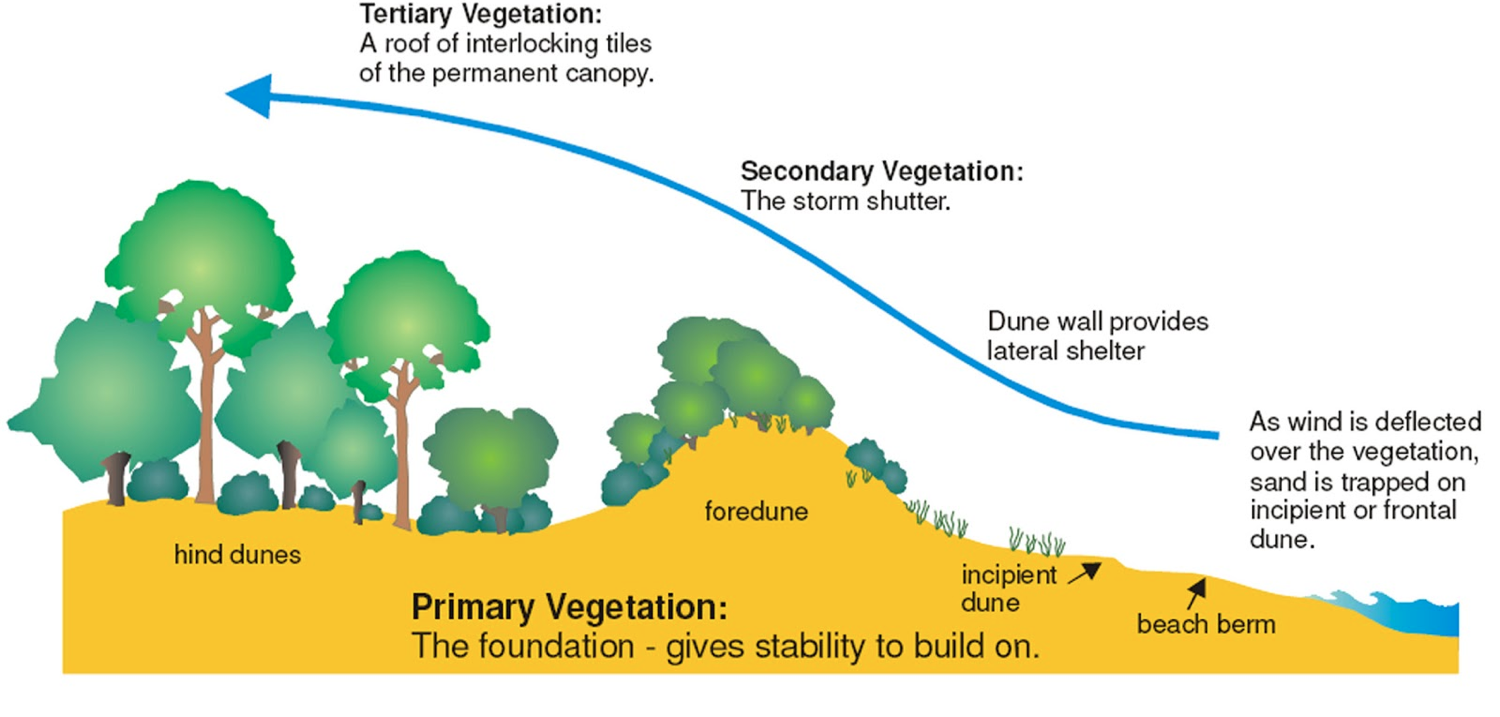 Tertiary Vegetation:
A roof of interlocking tiles
of the permanent canopy.
Secondary Vegetation:
The storm shutter.
Dune wall provides
lateral shelter
As wind is deflected
over the vegetation,
sand is trapped on
incipient or frontal
dune.
foredune
hind dunes
incipient
dune
beach berm
Primary Vegetation:
The foundation - gives stability to build on.